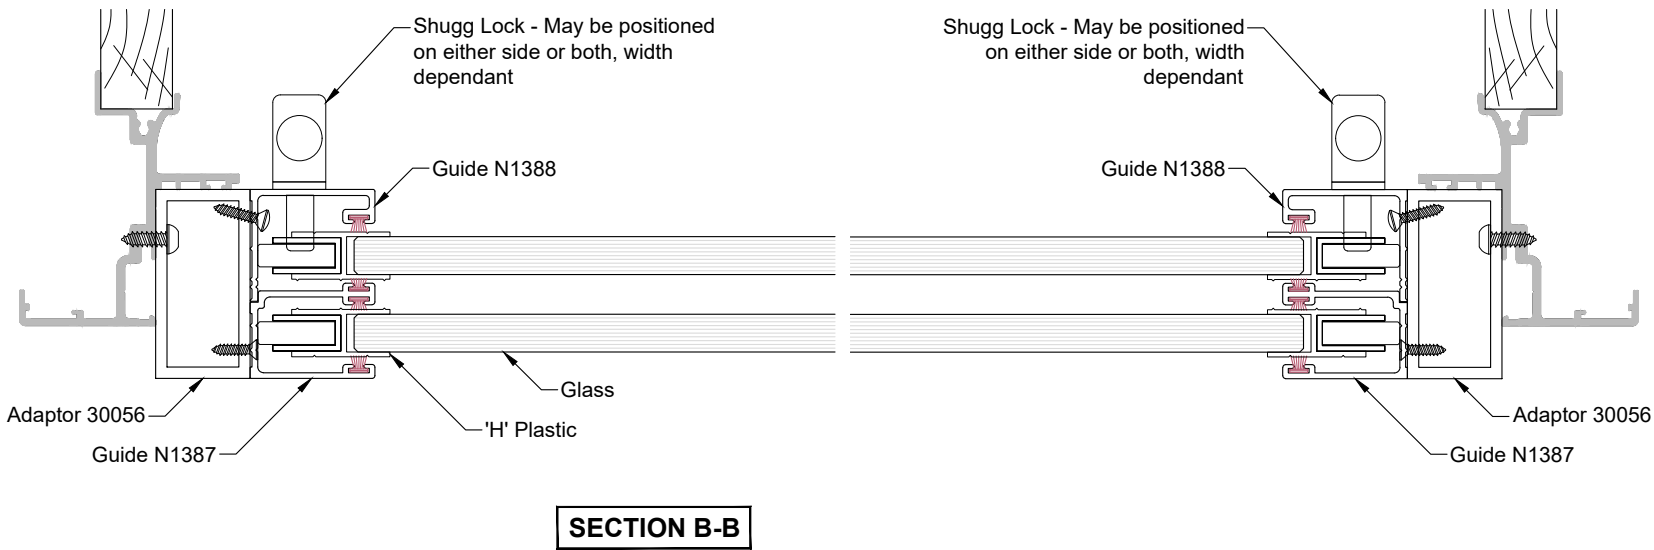 Shugg Lock - May be positioned
on either side or both, width
dependant
Shugg Lock - May be positioned
on either side or both, width
dependant
Guide N1388
Guide N1388
Glass
Adaptor 30056
'H' Plastic
Guide N1387
Adaptor 30056
Guide N1387
SECTION B-B